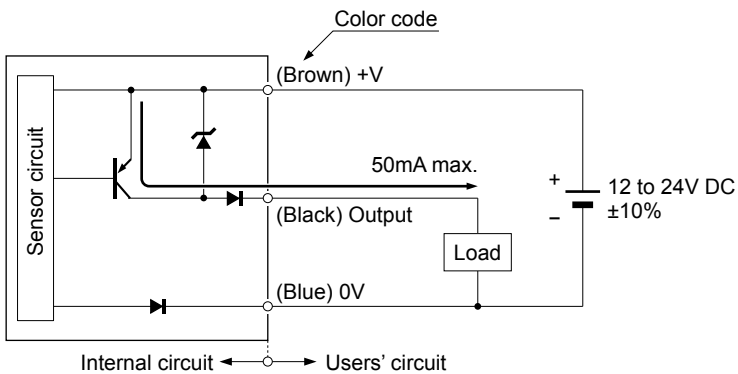 Color code
(Brown) +V
Sensor circuit
50mA max.
+
−
12 to 24V DC
±10%
(Black) Output
Load
(Blue) 0V
Internal circuit
Users’ circuit